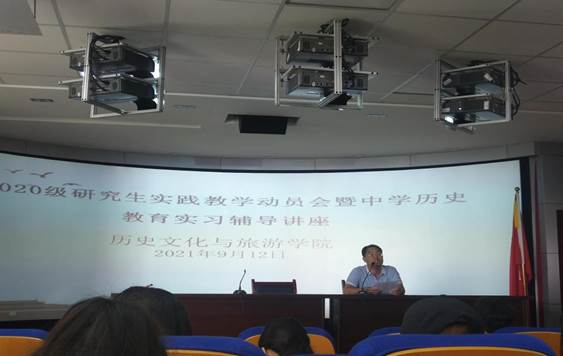 2020级研究生实践教学动员会暨中学历史
教育实习辅导讲座
历史文化与旅游学院
2021年9月12日